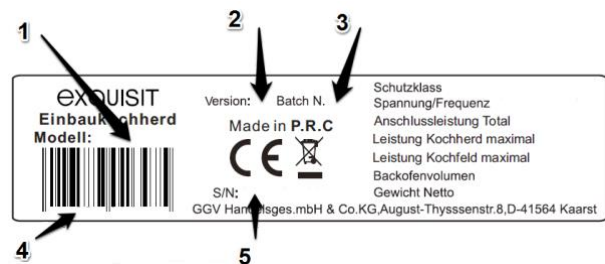 1
2
3
exQUISIT
Einbaukochherd
Modell:
Version: Batch N.
Made in P.R.C
CE
S/N:
Schutzklass
Spannung/Frequenz
Anschlussleistung Total
Leistung Kochherd maximal
Leistung Kochfeld maximal
Backofenvolumen
Gewicht Netto
GGV Handelsges.mbH & Co.KG,August-Thysssenstr.8,D-41564 Kaarst
4
5